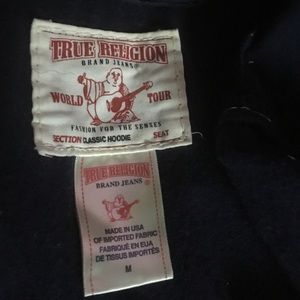 TRUE RELIGION
BRAND JEANS
WORLD TOUR
FASHION FOR THE SENSES
SECTION CLASSIC HOODIE SEAT
TRUE RELIGION
BRAND JEANS
MADE IN USA
OF IMPORTED FABRIC
FABRIQUÉ EN EUA
DE TISSUS IMPORTÉS
M